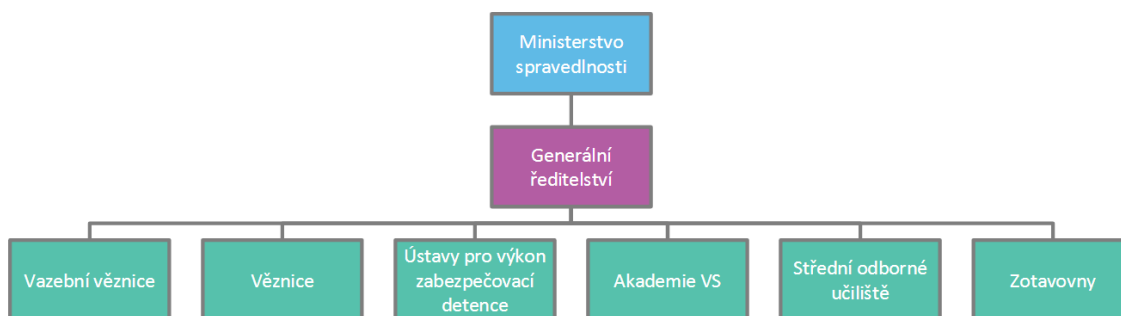 Ministerstvo
spravedlnosti
Generální
ředitelství
Vazební věznice
Věznice
Ústavy pro výkon
zabezpečovací
detence
Akademie VS
Střední odborné
učiliště
Zotavovny